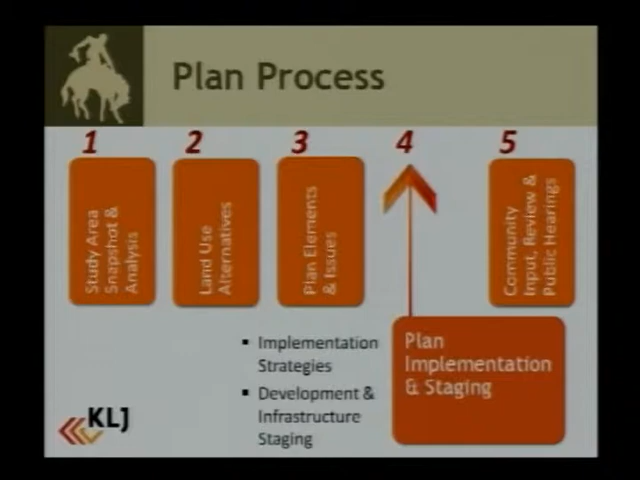 Plan Process
1
2
3
4
5
Study Area
Snapshot &
Analysis
Land Use
Alternatives
Plan Elements
& Issues
Community
Input, Review &
Public Hearings
Plan
Implementation
& Staging
▪ Implementation
Strategies
▪ Development &
Infrastructure
Staging
KLJ